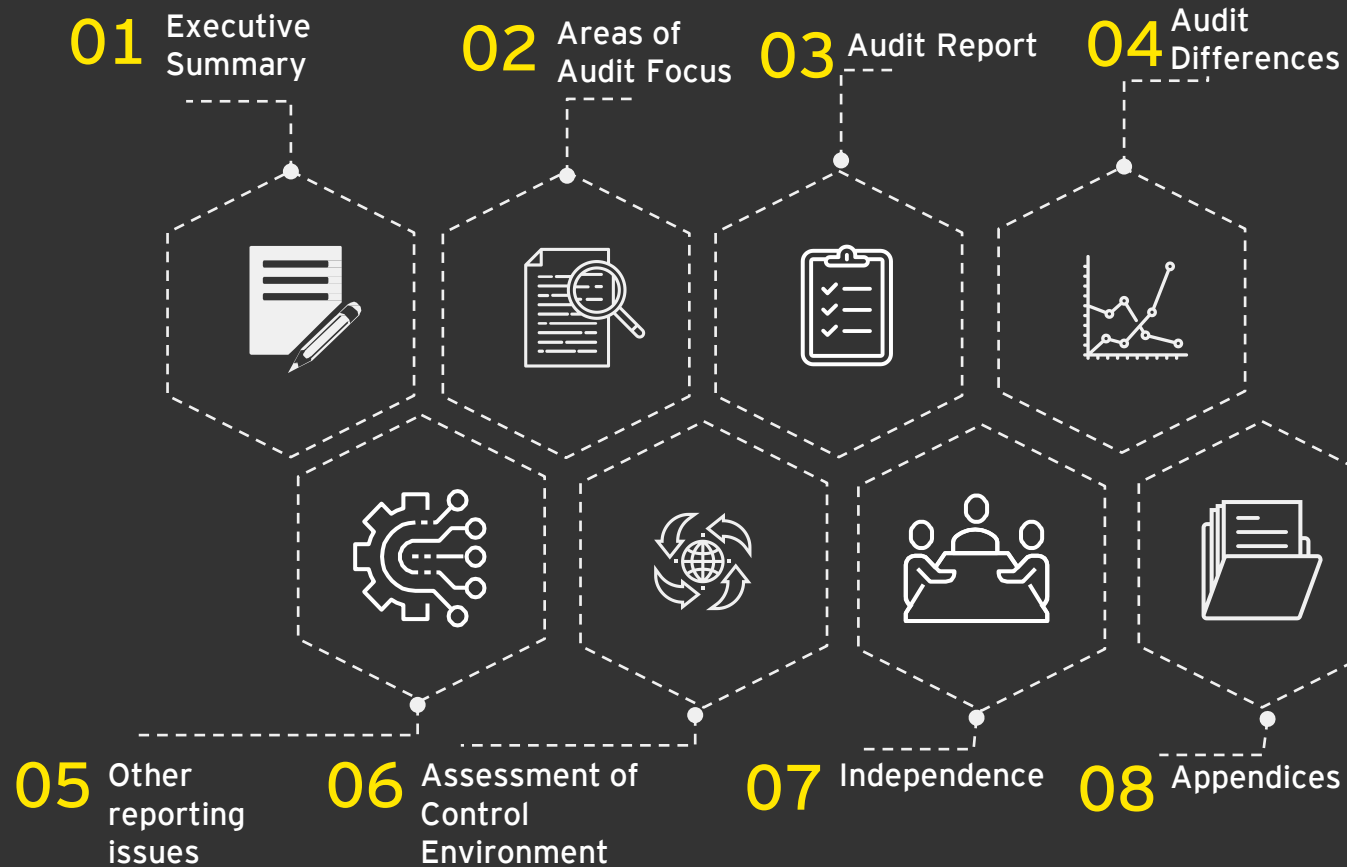 01 Executive
Summary
02 Areas of
Audit Focus
03 Audit Report
04 Audit
Differences
05 Other
reporting
issues
06 Assessment of
Control
Environment
07 Independence
08 Appendices